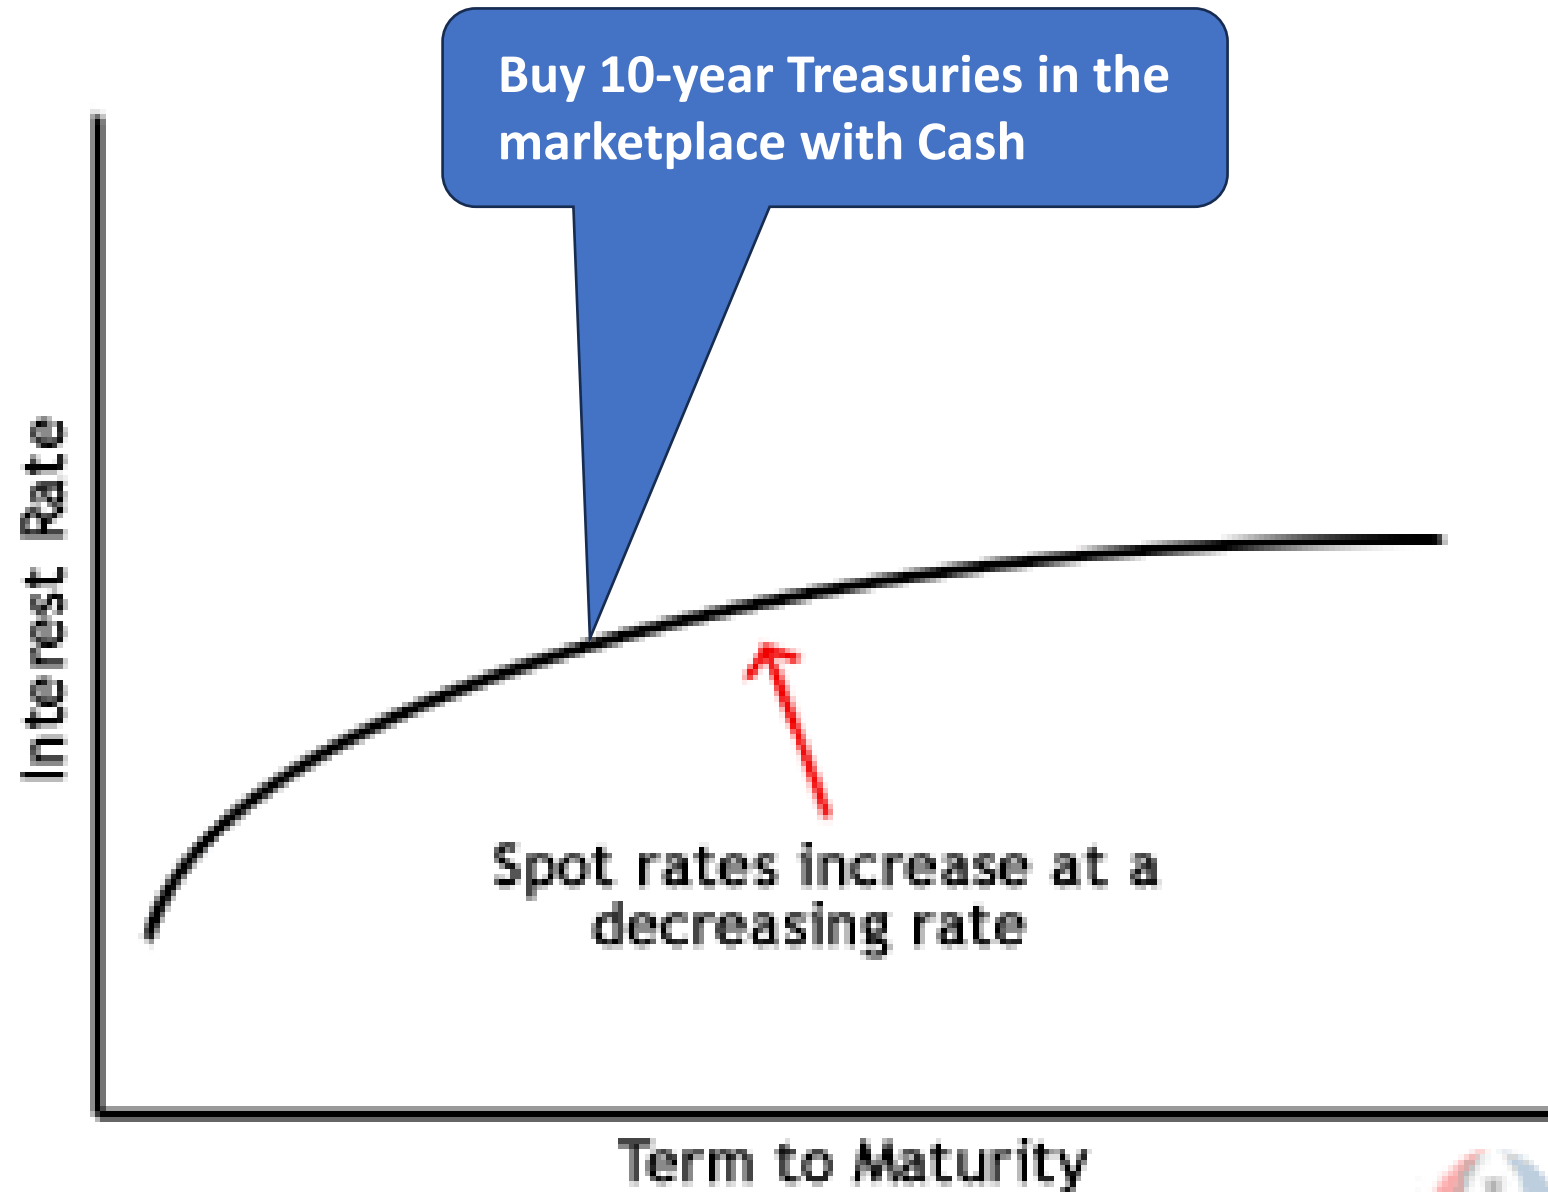 Buy 10-year Treasuries in the
marketplace with Cash
Interest Rate
Spot rates increase at a
decreasing rate
Term to Maturity